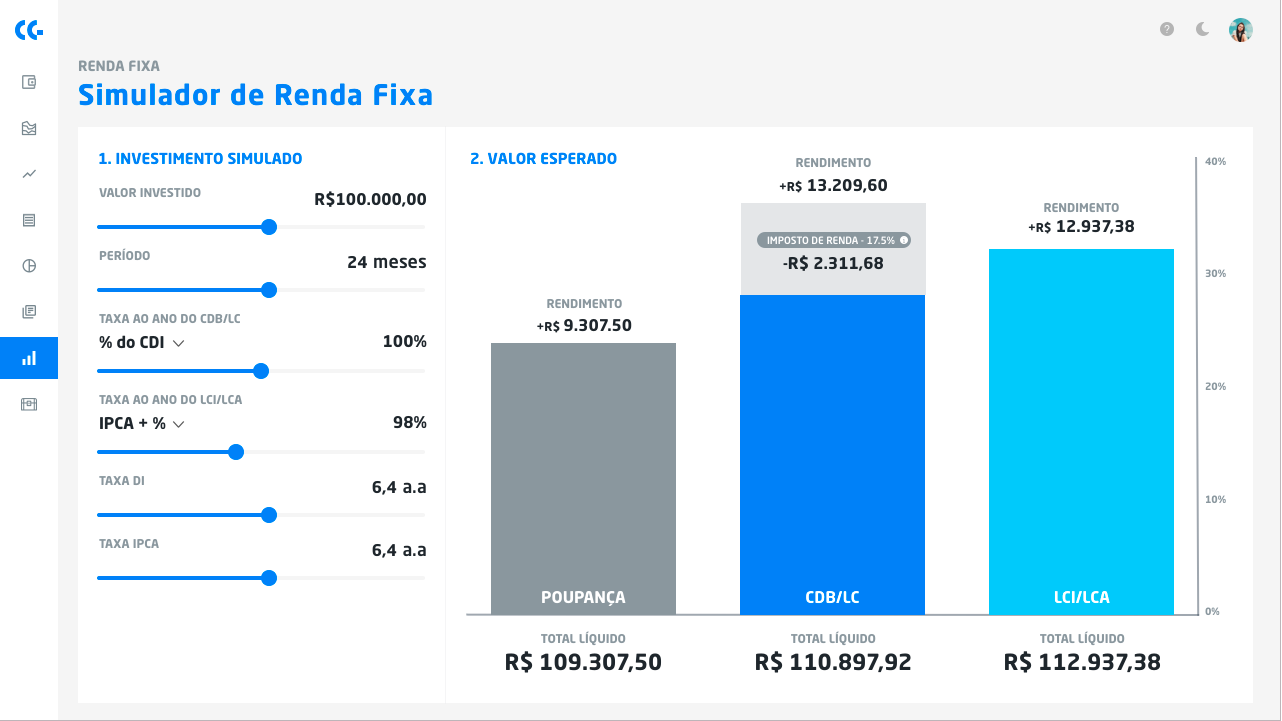 RENDA FIXA
Simulador de Renda Fixa
1. INVESTIMENTO SIMULADO
VALOR INVESTIDO
R$100.000,00
PERÍODO
24 meses
TAXA AO ANO DO CDB/LC
% do CDI
100%
TAXA AO ANO DO LCI/LCA
IPCA + %
98%
TAXA DI
6,4 a.a
TAXA IPCA
6,4 a.a
2. VALOR ESPERADO
RENDIMENTO
+R$ 9.307.50
POUPANÇA
TOTAL LÍQUIDO
R$ 109.307,50
RENDIMENTO
+R$ 13.209,60
IMPOSTO DE RENDA - 17.5%
-R$ 2.311,68
CDB/LC
TOTAL LÍQUIDO
R$ 110.897,92
RENDIMENTO
+R$ 12.937,38
LCI/LCA
TOTAL LÍQUIDO
R$ 112.937,38
40%
30%
20%
10%
0%